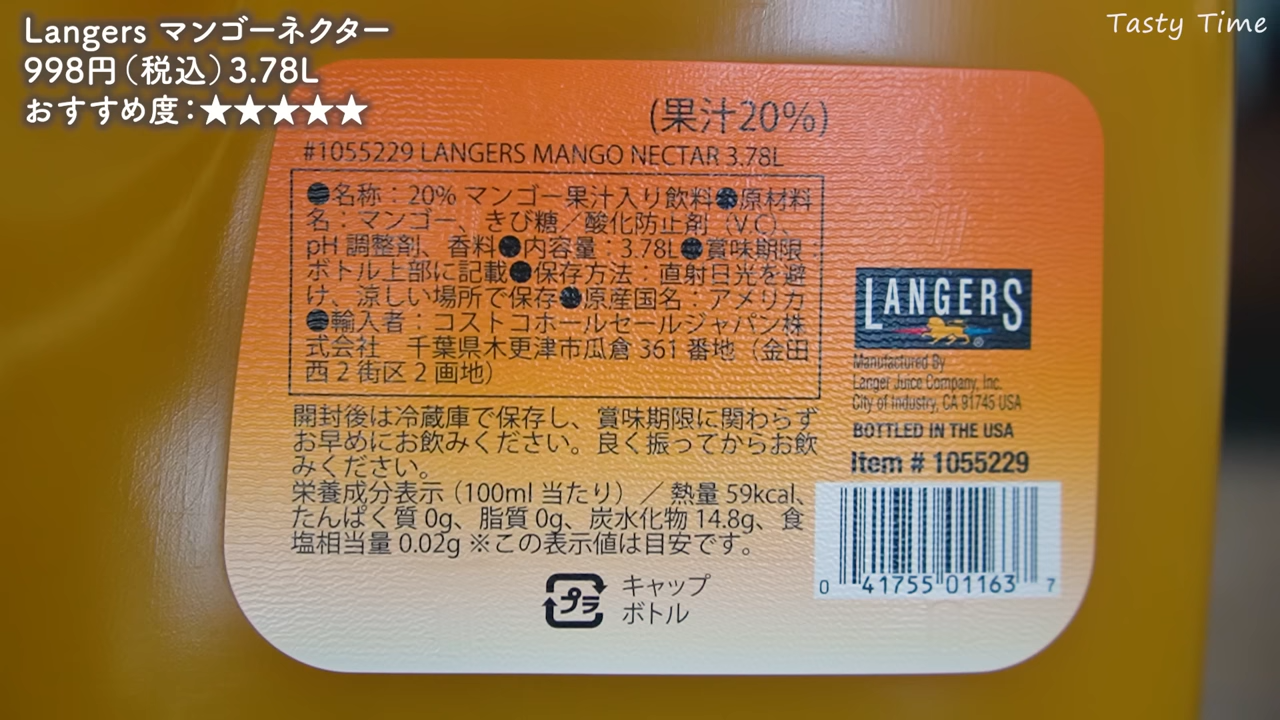 Langers マンゴーネクター
998円（税込）3.78L
おすすめ度：★★★★★
Tasty Time
(果汁20%)
#1055229 LANGERS MANGO NECTAR 3.78L
●名称：20% マンゴー果汁入り飲料●原材料
名：マンゴー、きび糖／酸化防止剤（V.C）、
pH 調整剤、香料●内容量：3.78L●賞味期限
ボトル上部に記載●保存方法：直射日光を避
け、涼しい場所で保存●原産国名：アメリカ
●輸入者：コストコホールセールジャパン株
式会社　千葉県木更津市瓜倉 361 番地（金田
西 2 街区 2 画地）
開封後は冷蔵庫で保存し、賞味期限に関わらず
お早めにお飲みください。良く振ってからお飲
みください。
栄養成分表示（100ml 当たり）／熱量 59kcal、
たんぱく質 0g、脂質 0g、炭水化物 14.8g、食
塩相当量 0.02g ※この表示値は目安です。
プラ
キャップ
ボトル
LANGERS
®
Manufactured By
Langer Juice Company, Inc.
City of Industry, CA 91745 USA
BOTTLED IN THE USA
Item # 1055229
0 41755 01163 7